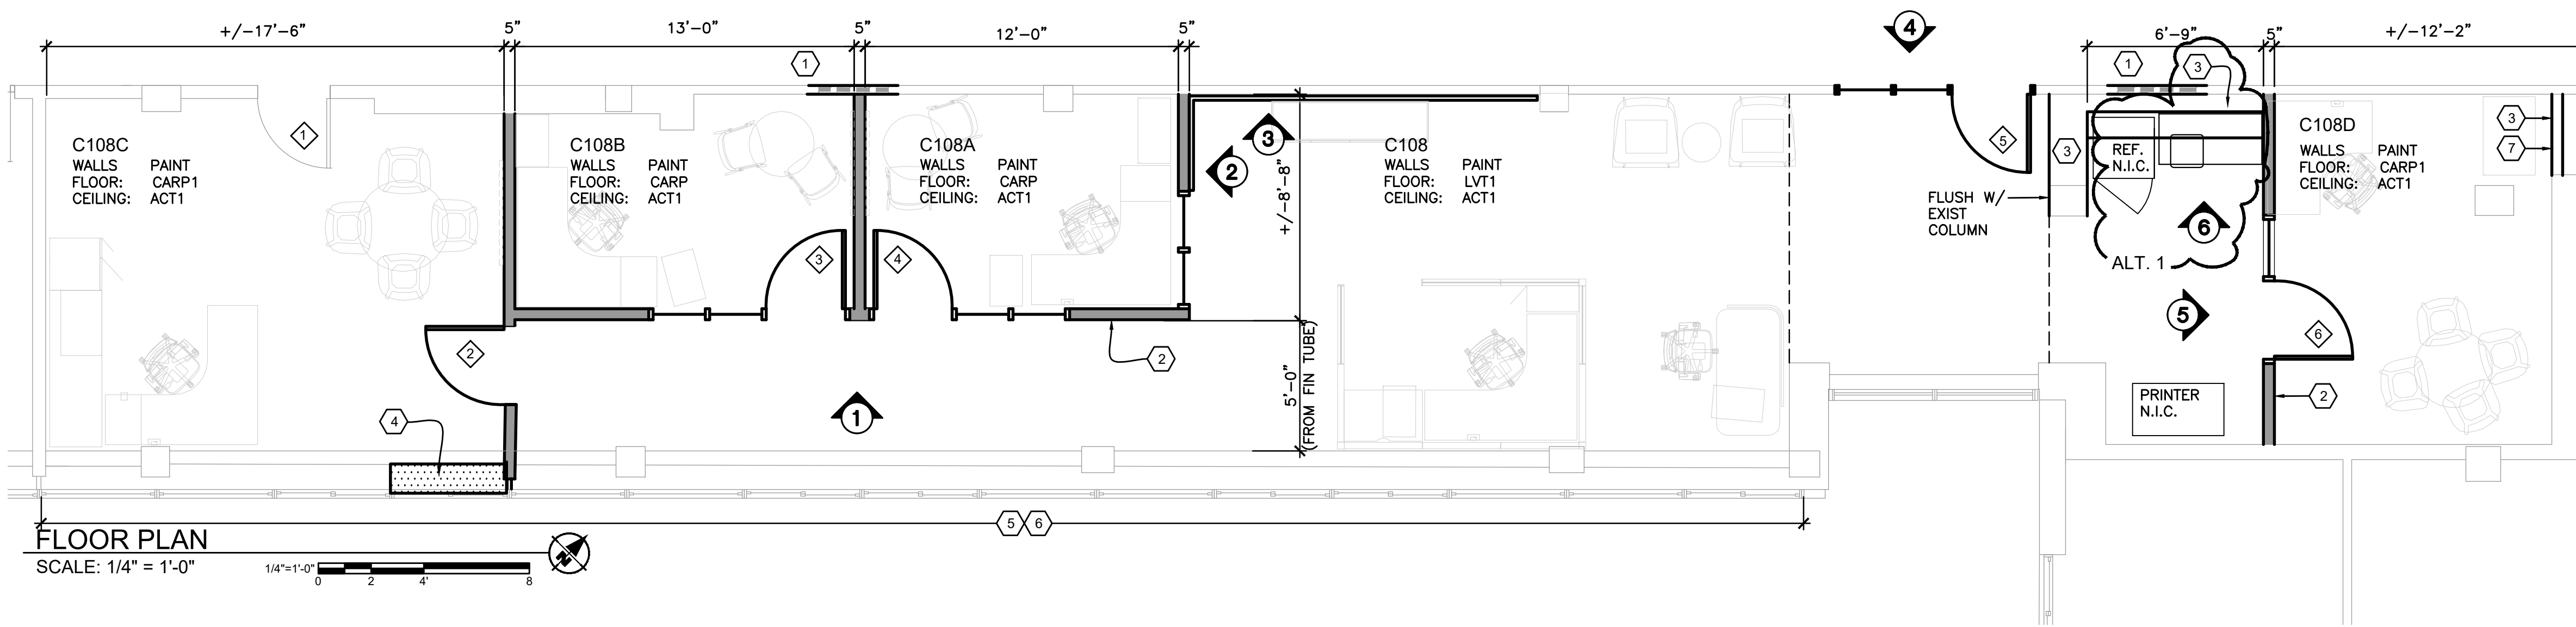 +/-17'-6"
5"
13'-0"
5"
12'-0"
5"
4
6'-9"
5"
+/-12'-2"
1
1
3
C108C
WALLS PAINT
FLOOR: CARP1
CEILING: ACT1
1
C108B
WALLS PAINT
FLOOR: CARP
CEILING: ACT1
C108A
WALLS PAINT
FLOOR: CARP
CEILING: ACT1
2
3
+/-8'-8"
C108
WALLS PAINT
FLOOR: LVT1
CEILING: ACT1
5
3
REF.
N.I.C.
C108D
WALLS PAINT
FLOOR: CARP1
CEILING: ACT1
3
7
FLUSH W/
EXIST
COLUMN
6
ALT. 1
3
4
5
6
2
2
5'-0"
(FROM FIN TUBE)
1
4
PRINTER
N.I.C.
2
5
6
FLOOR PLAN
SCALE: 1/4" = 1'-0"
N
1/4"=1'-0"
0 2 4' 8